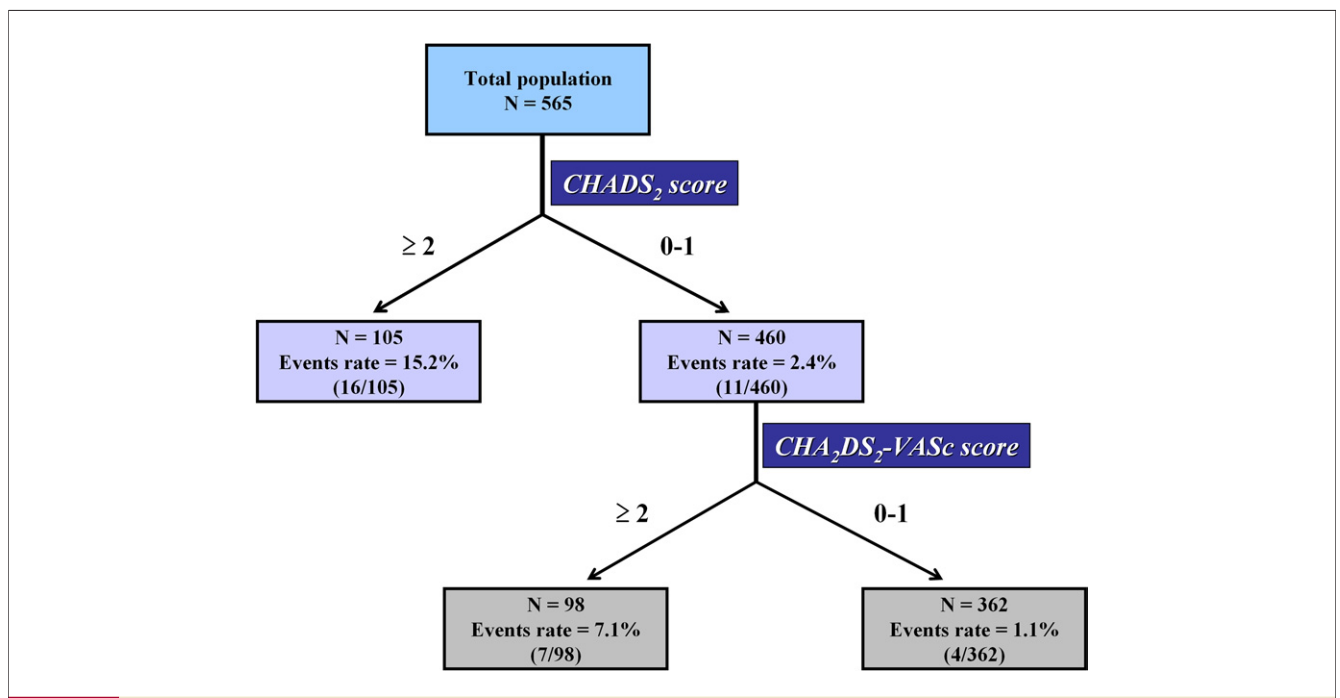 Total population
N = 565
CHADS₂ score
≥ 2
0-1
N = 105
Events rate = 15.2%
(16/105)
N = 460
Events rate = 2.4%
(11/460)
CHA₂DS₂-VASc score
≥ 2
0-1
N = 98
Events rate = 7.1%
(7/98)
N = 362
Events rate = 1.1%
(4/362)